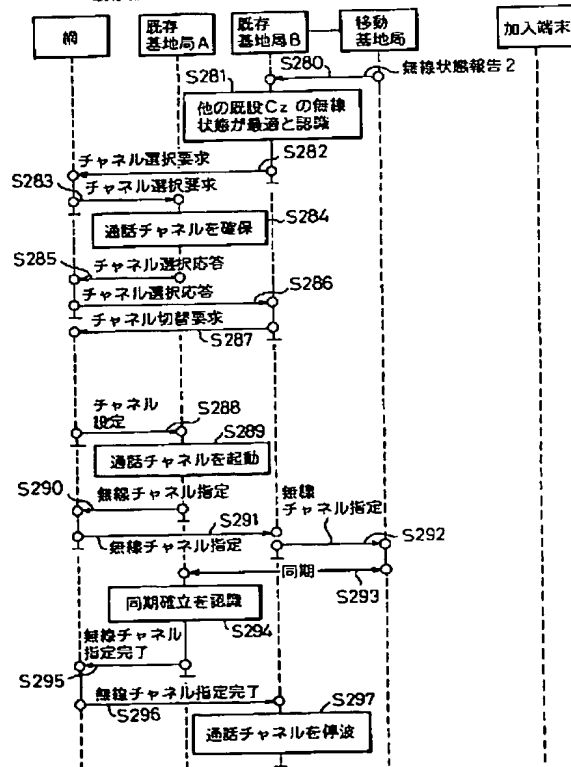 網
既存
基地局A
既存
基地局B
移動
基地局
加入端末
S280
無線状態報告2
S281
他の既設Czの無線
状態が最適と認識
チャネル選択要求
S282
S283
チャネル選択要求
通話チャネルを確保
S284
S285
チャネル選択応答
チャネル選択応答
S286
チャネル切替要求
S287
チャネル
設定
S288
S289
通話チャネルを起動
S290
無線チャネル指定
無線
チャネル指定
S291
無線チャネル指定
S292
同期
S293
同期確立を認識
S294
無線チャネル
指定完了
S295
無線チャネル指定完了
S296
S297
通話チャネルを停波